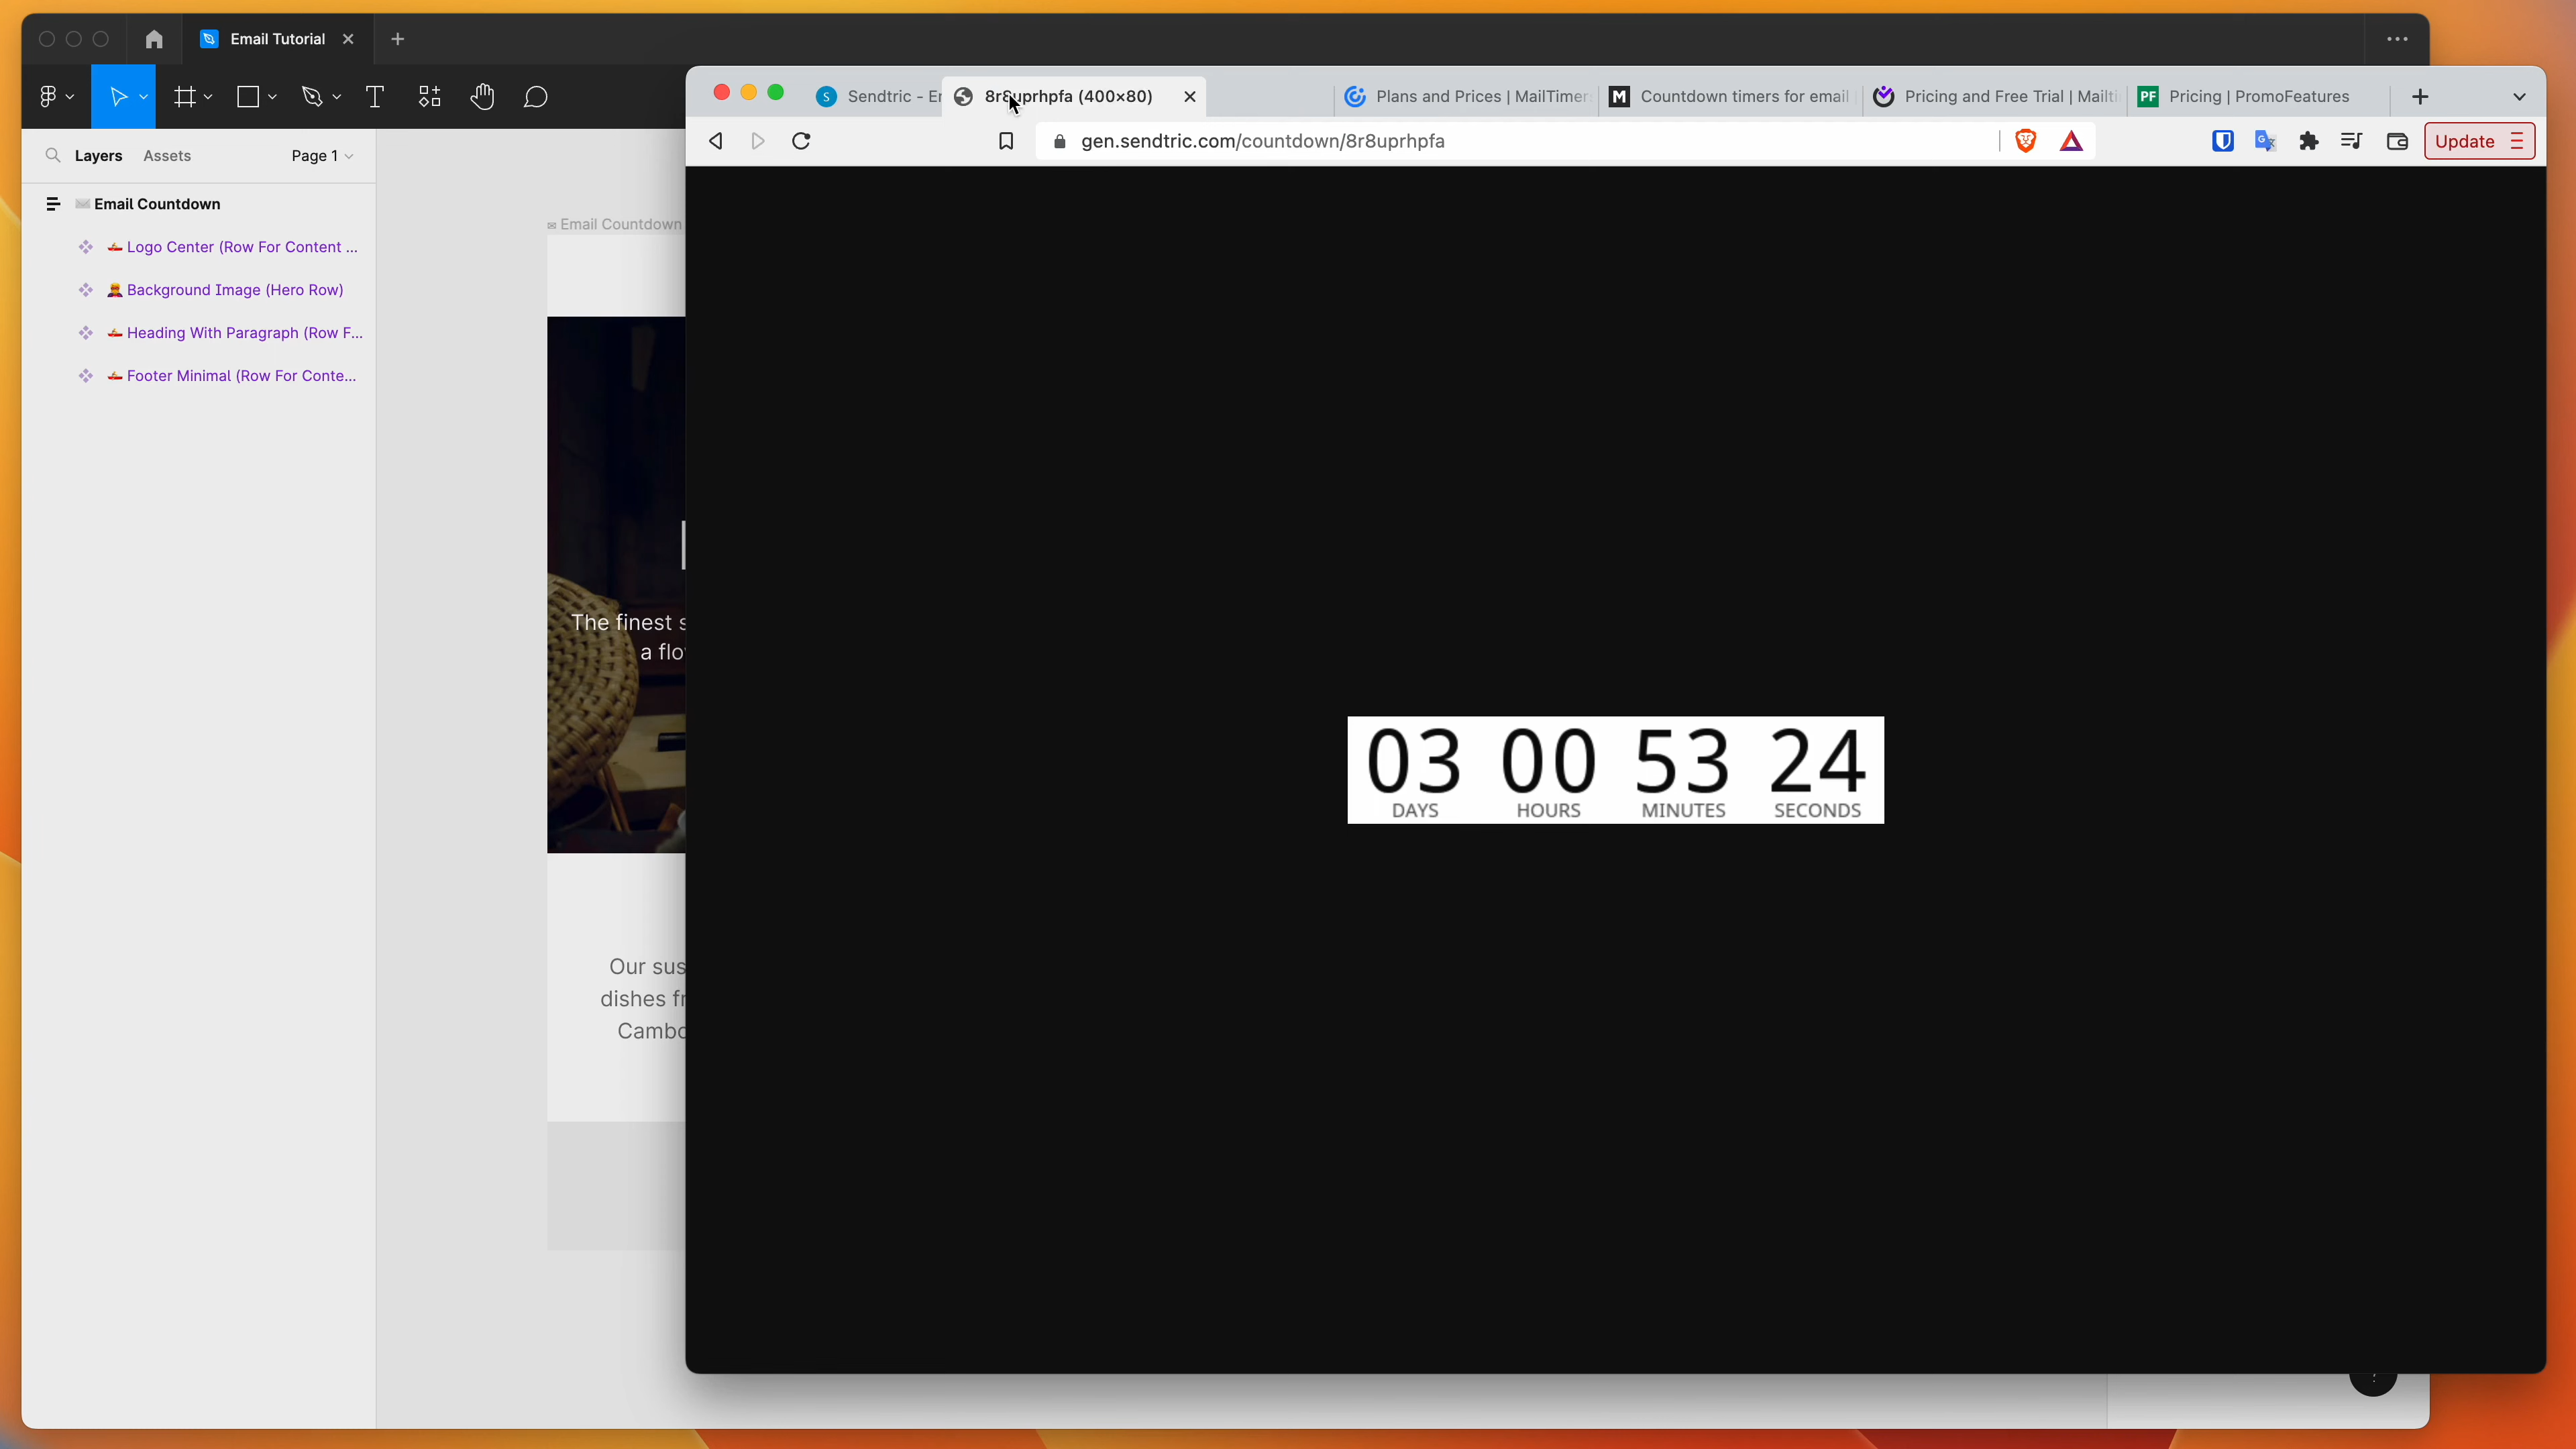 Email Tutorial
Layers
Assets
Page 1
Email Countdown
Logo Center (Row For Content ...
Background Image (Hero Row)
Heading With Paragraph (Row F...
Footer Minimal (Row For Conte...
Email Countdown
The finest s
a flo
Our sus
dishes fr
Cambo
Sendtric - Er
8r8uprhpfa (400×80)
Plans and Prices | MailTimer
Countdown timers for email
Pricing and Free Trial | Mailti
PF Pricing | PromoFeatures
gen.sendtric.com/countdown/8r8uprhpfa
Update
03 00 53 24
DAYS HOURS MINUTES SECONDS